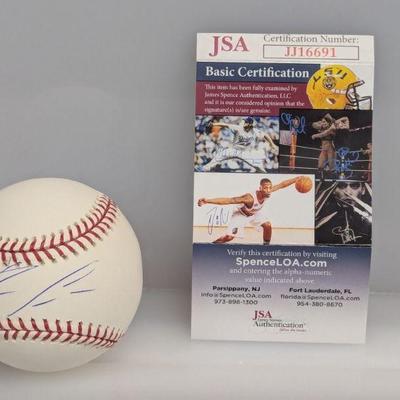 JSA
Certification Number:
JJ16691
Basic Certification
This item has been fully examined by
James Spence Authentication, LLC.
and it is our considered opinion that the
signature(s) is/are genuine.
LSU
Verify this certification by visiting
SpenceLOA.com
and entering the alpha-numeric
value indicated above
Parsippany, NJ
info@SpenceLOA.com
973-898-1300
Fort Lauderdale, FL
florida@SpenceLOA.com
954-380-8670
JSA
Authentication